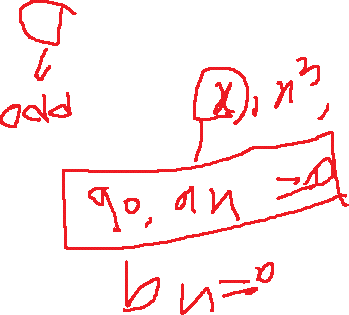 odd
x, x³,
a₀, aₙ = 0
bₙ = 0